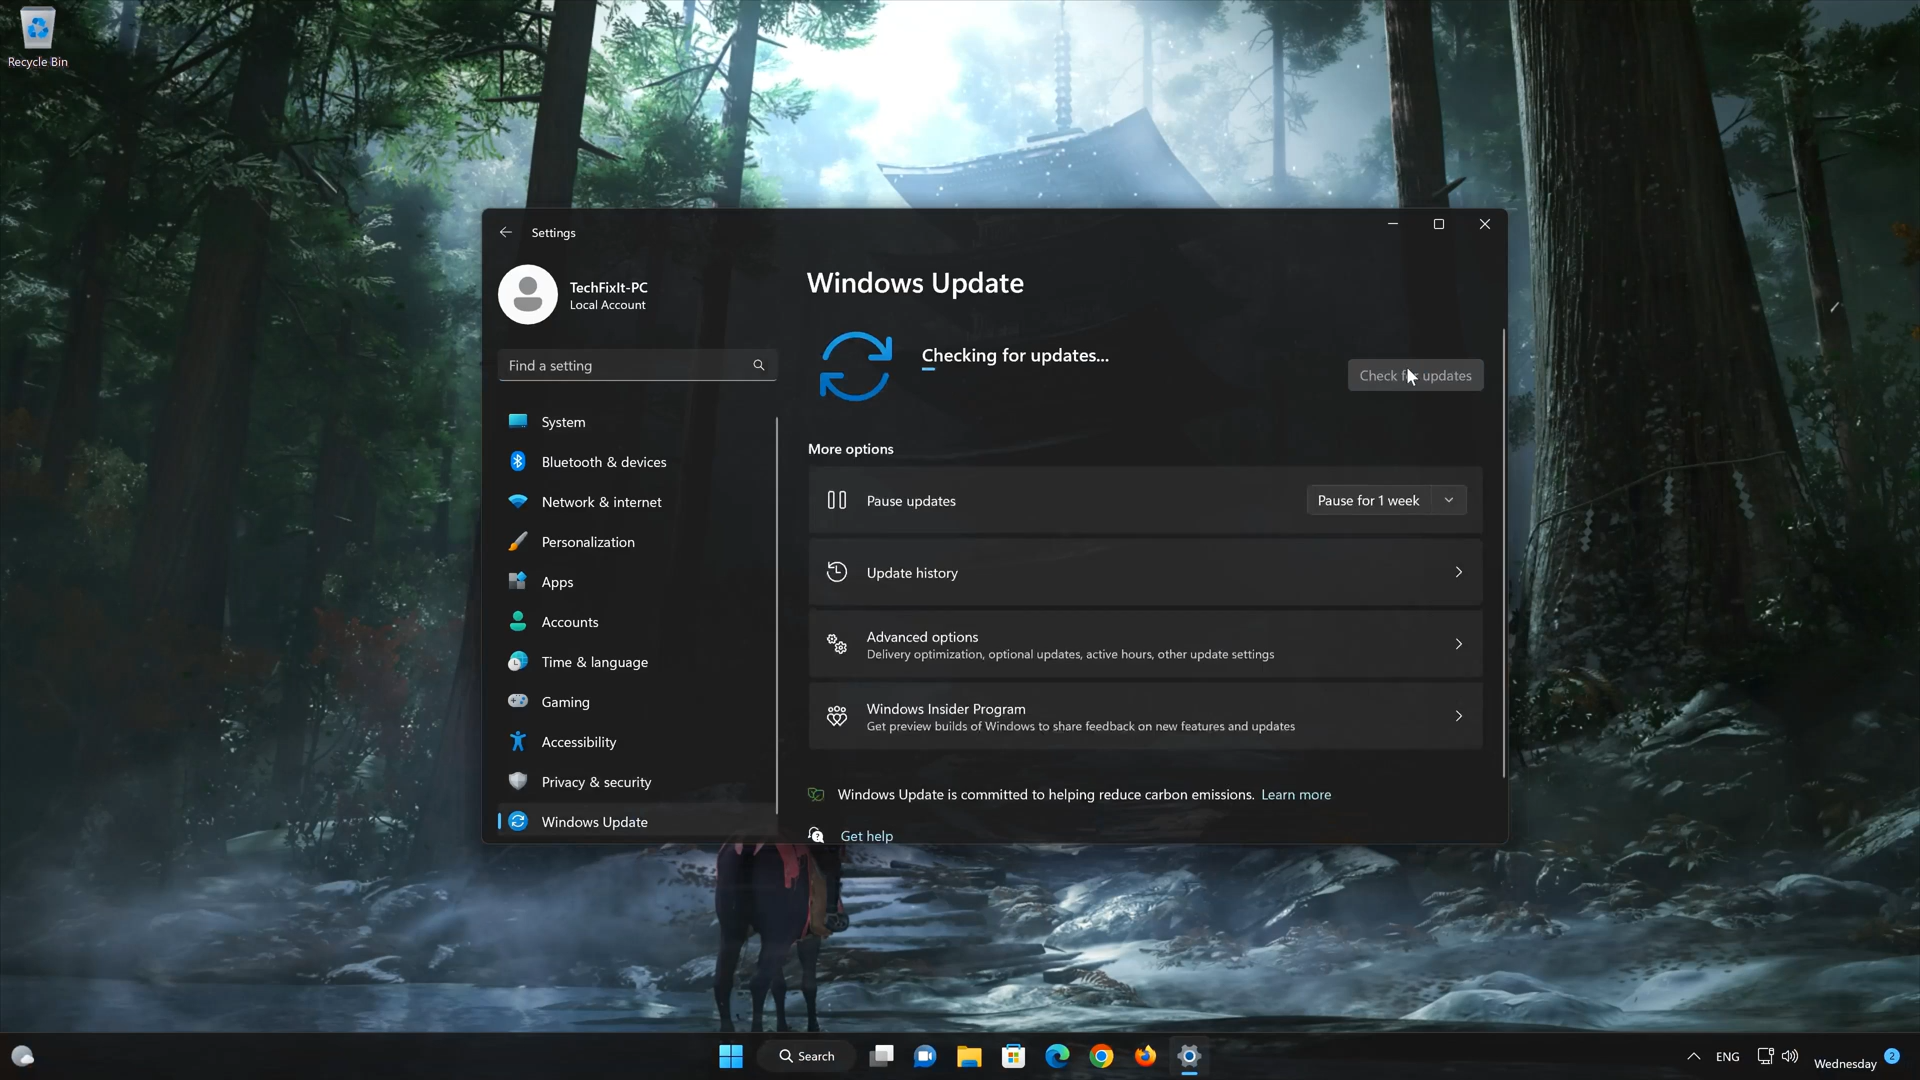 Recycle Bin
Settings
TechFixIt-PC
Local Account
Find a setting
System
Bluetooth & devices
Network & internet
Personalization
Apps
Accounts
Time & language
Gaming
Accessibility
Privacy & security
Windows Update
Windows Update
Checking for updates...
Check for updates
More options
Pause updates
Pause for 1 week
Update history
Advanced options
Delivery optimization, optional updates, active hours, other update settings
Windows Insider Program
Get preview builds of Windows to share feedback on new features and updates
Windows Update is committed to helping reduce carbon emissions. Learn more
Get help
Search
ENG
Wednesday
2